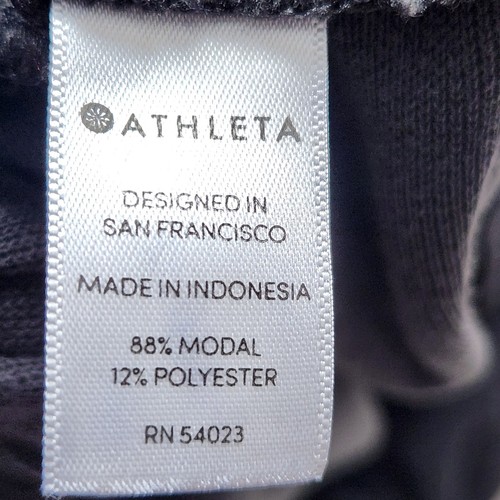 ATHLETA
DESIGNED IN
SAN FRANCISCO
MADE IN INDONESIA
88% MODAL
12% POLYESTER
RN 54023